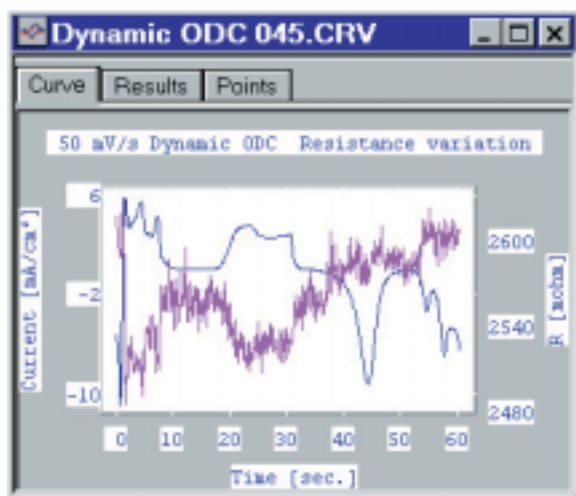 Dynamic ODC 045.CRV
Curve Results Points
50 mV/s Dynamic ODC Resistance variation
Current [mA/cm²]
6
-2
-10
2600
2540
2480
R [mohm]
0 10 20 30 40 50 60
Time [sec.]